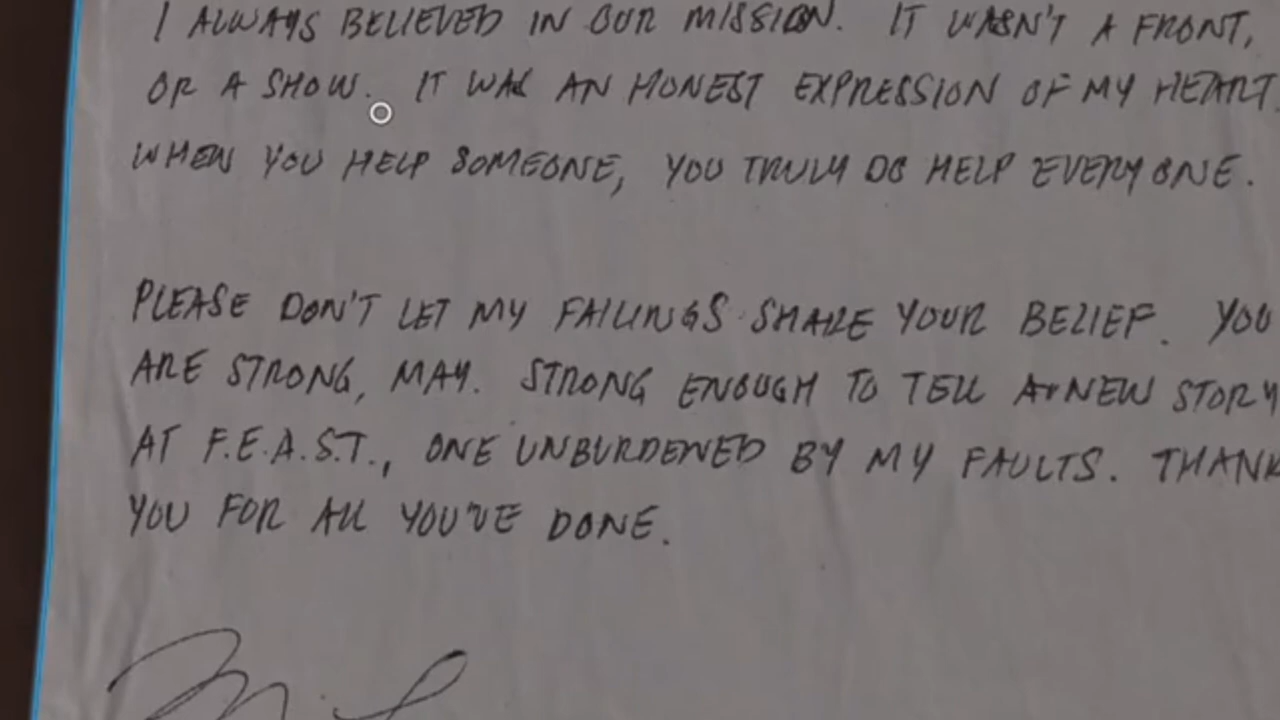 I ALWAYS BELIEVED IN OUR MISSION. IT WASN'T A FRONT,
OR A SHOW. IT WAS AN HONEST EXPRESSION OF MY HEART.
WHEN YOU HELP SOMEONE, YOU TRULY DO HELP EVERYONE.
PLEASE DON'T LET MY FAILINGS SHAKE YOUR BELIEF. YOU
ARE STRONG, MAY. STRONG ENOUGH TO TELL A NEW STORY
AT F.E.A.S.T., ONE UNBURDENED BY MY FAULTS. THANK
YOU FOR ALL YOU'VE DONE.